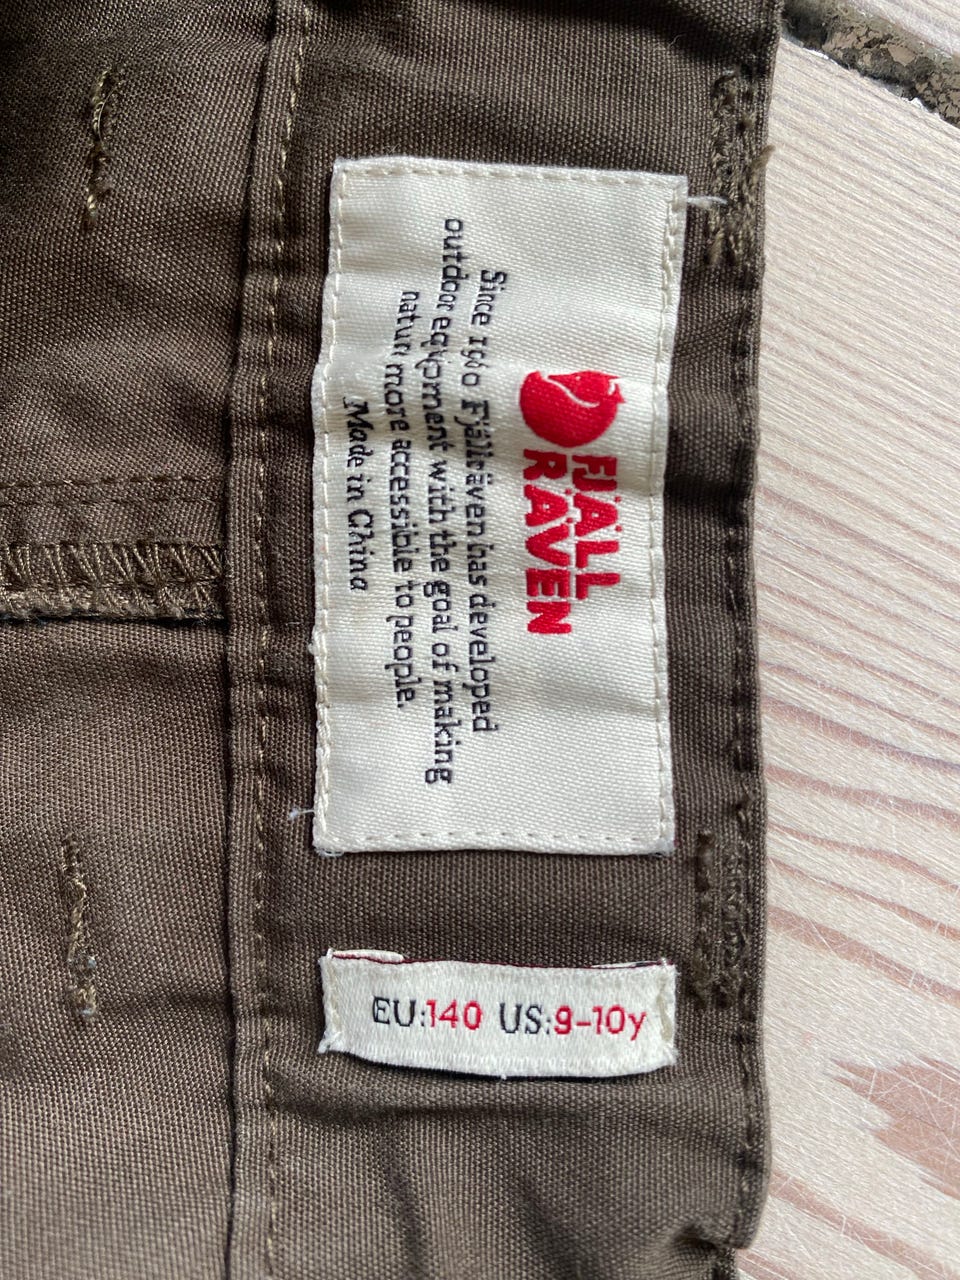 FJÄLL
RÄVEN
Since 1960 Fjällräven has developed
outdoor equipment with the goal of making
nature more accessible to people.
Made in China
EU:140 US:9-10y